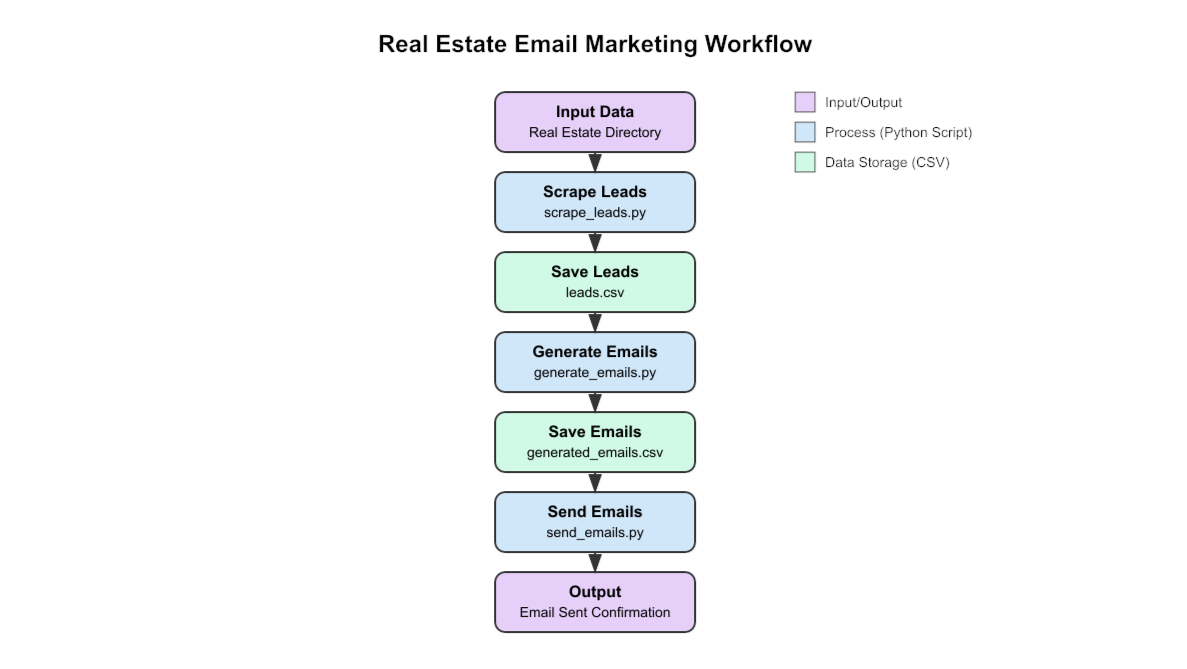 Real Estate Email Marketing Workflow
Input Data
Real Estate Directory
Scrape Leads
scrape_leads.py
Save Leads
leads.csv
Generate Emails
generate_emails.py
Save Emails
generated_emails.csv
Send Emails
send_emails.py
Output
Email Sent Confirmation
Input/Output
Process (Python Script)
Data Storage (CSV)